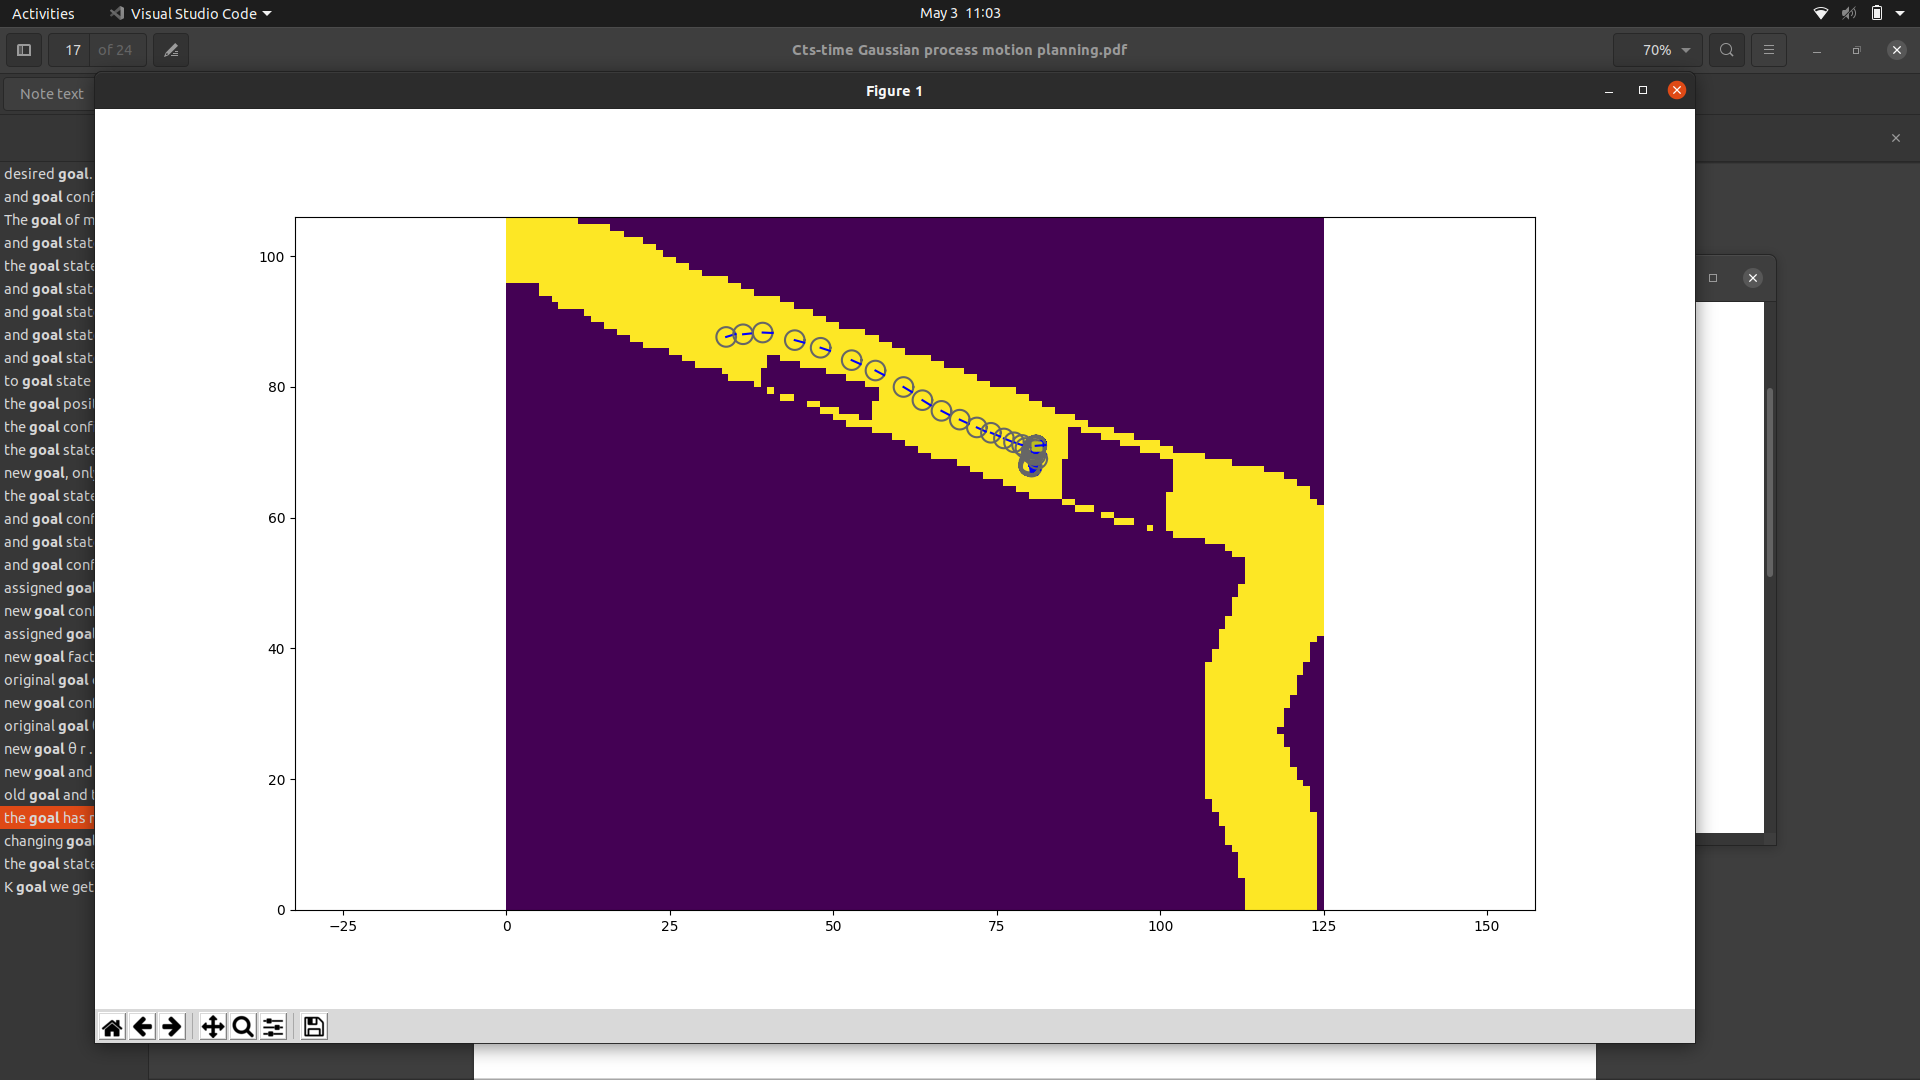 Activities
Visual Studio Code
May 3 11:03
17 of 24
Cts-time Gaussian process motion planning.pdf
70%
Note text
Figure 1
desired goal.
and goal conf
The goal of m
and goal stat
the goal state
and goal stat
and goal stat
and goal stat
and goal stat
to goal state
the goal posi
the goal conf
the goal state
new goal, onl
the goal state
and goal conf
and goal stat
and goal conf
assigned goal
new goal conf
assigned goal
new goal fact
original goal
new goal conf
original goal
new goal θ r .
new goal and
old goal and t
the goal has r
changing goal
the goal state
K goal we get
100
80
60
40
20
0
−25
0
25
50
75
100
125
150